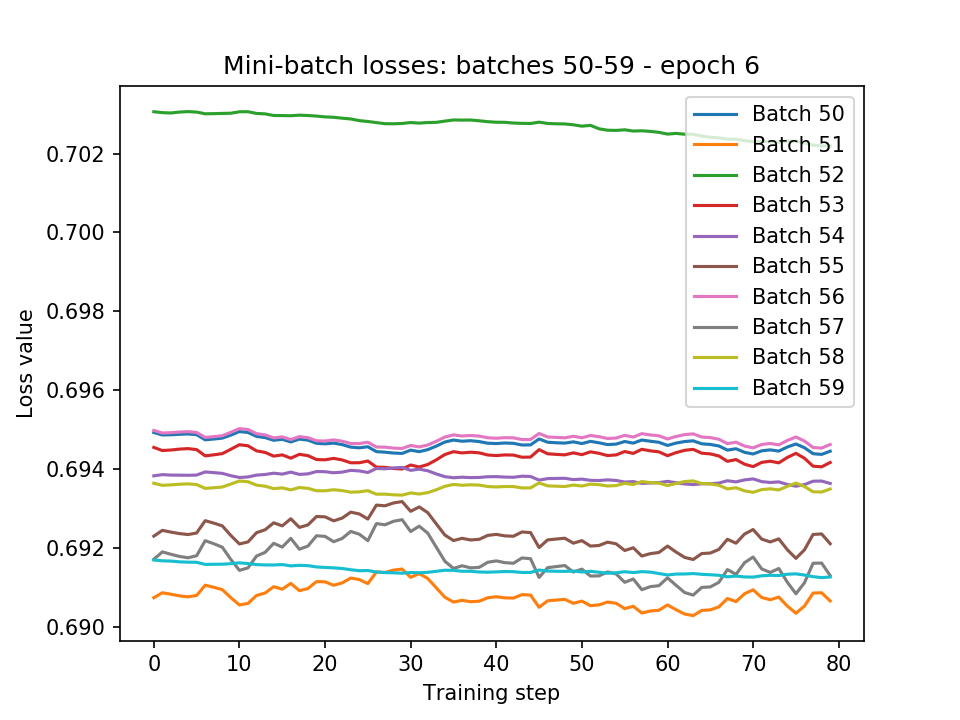 Mini-batch losses: batches 50-59 - epoch 6
Loss value
0.702
0.700
0.698
0.696
0.694
0.692
0.690
Batch 50
Batch 51
Batch 52
Batch 53
Batch 54
Batch 55
Batch 56
Batch 57
Batch 58
Batch 59
0 10 20 30 40 50 60 70 80
Training step